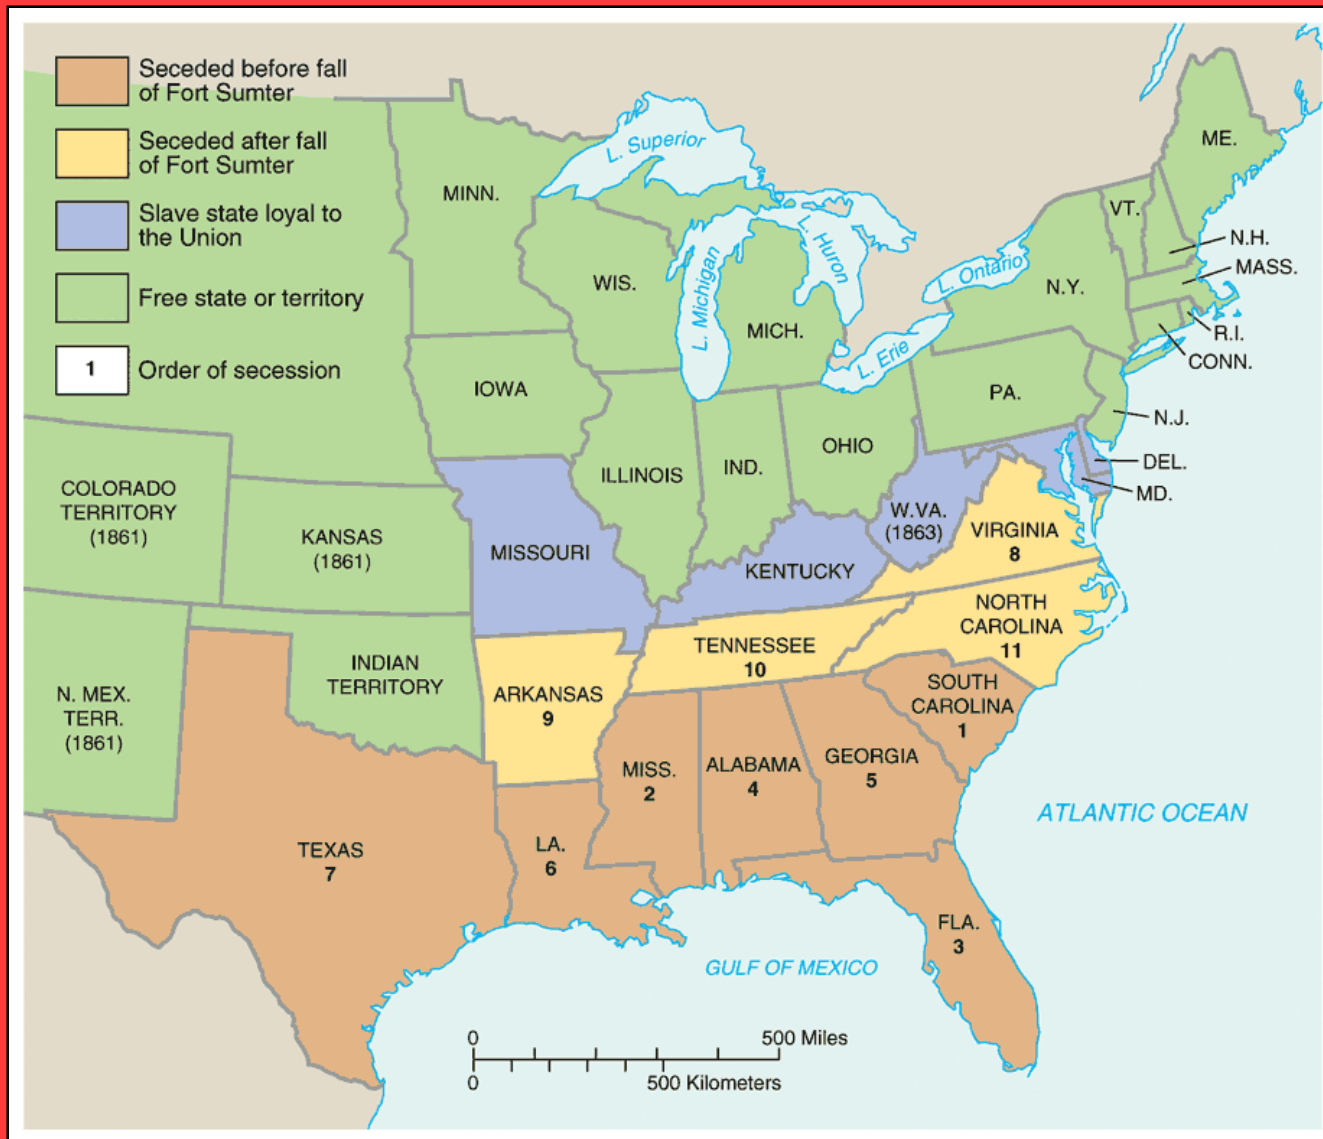 Seceded before fall
of Fort Sumter
Seceded after fall
of Fort Sumter
Slave state loyal to
the Union
Free state or territory
1 Order of secession
L. Superior
L. Michigan
L. Huron
L. Ontario
L. Erie
ME.
VT.
N.H.
MASS.
R.I.
CONN.
N.Y.
N.J.
PA.
DEL.
MD.
MINN.
WIS.
MICH.
IOWA
ILLINOIS
IND.
OHIO
W.VA.
(1863)
VIRGINIA
8
COLORADO
TERRITORY
(1861)
KANSAS
(1861)
MISSOURI
KENTUCKY
NORTH
CAROLINA
11
TENNESSEE
10
N. MEX.
TERR.
(1861)
INDIAN
TERRITORY
ARKANSAS
9
SOUTH
CAROLINA
1
MISS.
2
ALABAMA
4
GEORGIA
5
TEXAS
7
LA.
6
FLA.
3
ATLANTIC OCEAN
GULF OF MEXICO
0 500 Miles
0 500 Kilometers